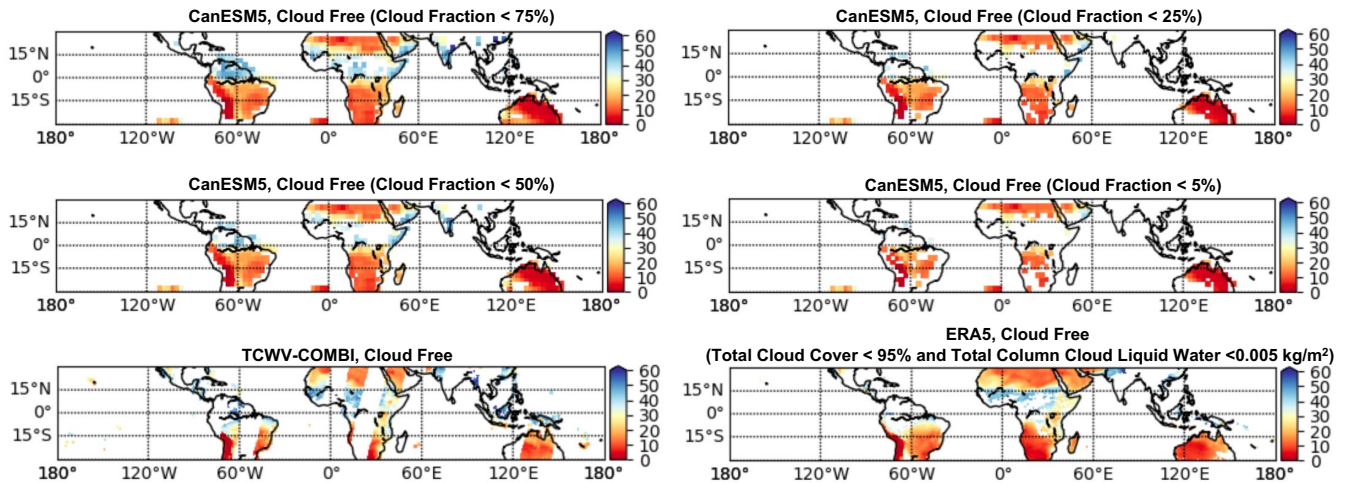 CanESM5, Cloud Free (Cloud Fraction < 75%)
15°N
0°
15°S
180° 120°W 60°W 0° 60°E 120°E 180°
60
50
40
30
20
10
0
CanESM5, Cloud Free (Cloud Fraction < 25%)
15°N
0°
15°S
180° 120°W 60°W 0° 60°E 120°E 180°
60
50
40
30
20
10
0
CanESM5, Cloud Free (Cloud Fraction < 50%)
15°N
0°
15°S
180° 120°W 60°W 0° 60°E 120°E 180°
60
50
40
30
20
10
0
CanESM5, Cloud Free (Cloud Fraction < 5%)
15°N
0°
15°S
180° 120°W 60°W 0° 60°E 120°E 180°
60
50
40
30
20
10
0
TCWV-COMBI, Cloud Free
15°N
0°
15°S
180° 120°W 60°W 0° 60°E 120°E 180°
60
50
40
30
20
10
0
ERA5, Cloud Free
(Total Cloud Cover < 95% and Total Column Cloud Liquid Water <0.005 kg/m²)
15°N
0°
15°S
180° 120°W 60°W 0° 60°E 120°E 180°
60
50
40
30
20
10
0